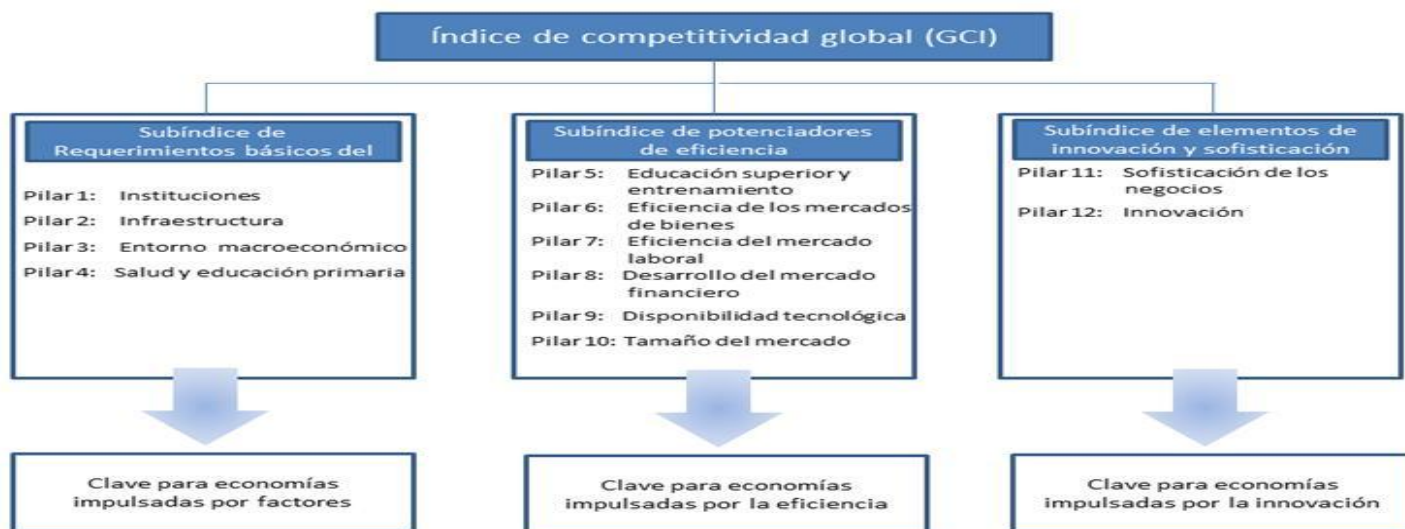 Índice de competitividad global (GCI)
Subíndice de
Requerimientos básicos del
Pilar 1: Instituciones
Pilar 2: Infraestructura
Pilar 3: Entorno macroeconómico
Pilar 4: Salud y educación primaria
Clave para economías
impulsadas por factores
Subíndice de potenciadores
de eficiencia
Pilar 5: Educación superior y
entrenamiento
Pilar 6: Eficiencia de los mercados
de bienes
Pilar 7: Eficiencia del mercado
laboral
Pilar 8: Desarrollo del mercado
financiero
Pilar 9: Disponibilidad tecnológica
Pilar 10: Tamaño del mercado
Clave para economías
impulsadas por la eficiencia
Subíndice de elementos de
innovación y sofisticación
Pilar 11: Sofisticación de los
negocios
Pilar 12: Innovación
Clave para economías
impulsadas por la innovación